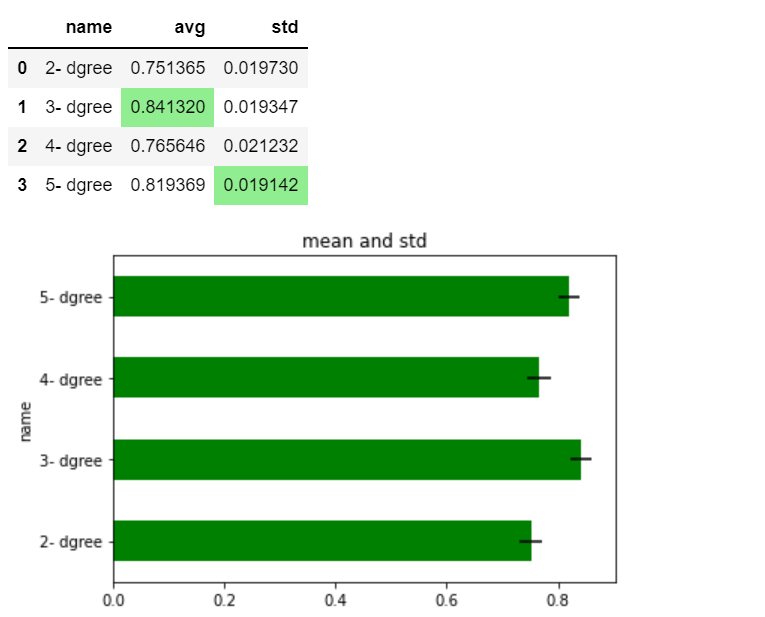 name avg std
0 2- dgree 0.751365 0.019730
1 3- dgree 0.841320 0.019347
2 4- dgree 0.765646 0.021232
3 5- dgree 0.819369 0.019142
mean and std
5- dgree
4- dgree
name
3- dgree
2- dgree
0.0 0.2 0.4 0.6 0.8